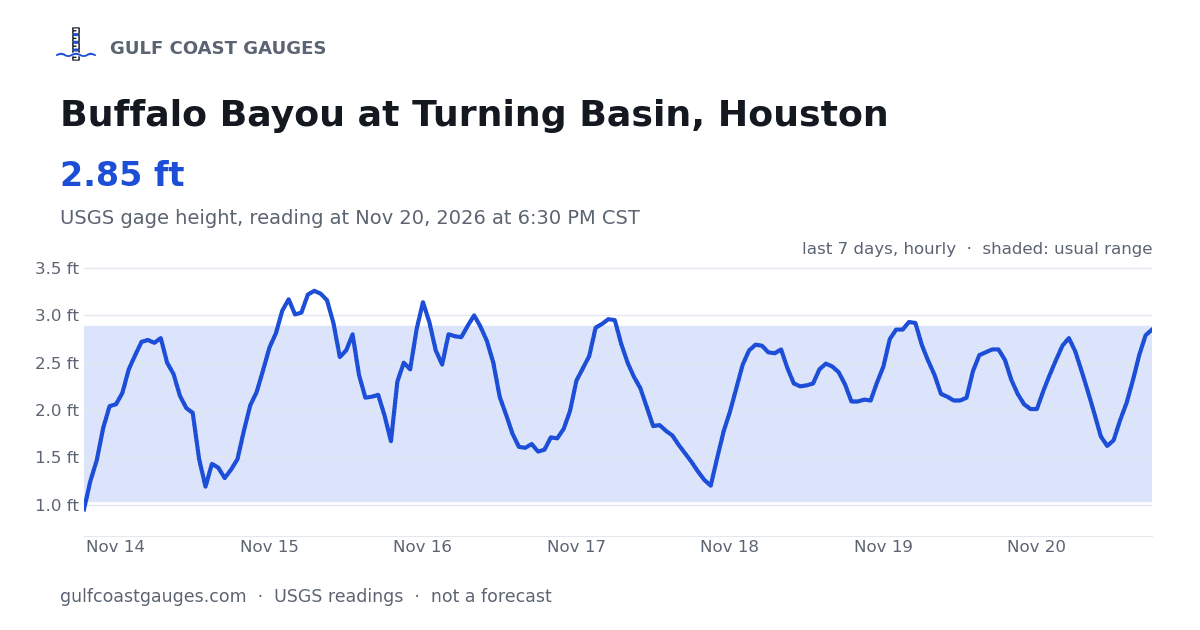 GULF COAST GAUGES
Buffalo Bayou at Turning Basin, Houston
2.85 ft
USGS gage height, reading at Nov 20, 2026 at 6:30 PM CST
last 7 days, hourly · shaded: usual range
3.5 ft
3.0 ft
2.5 ft
2.0 ft
1.5 ft
1.0 ft
Nov 14 Nov 15 Nov 16 Nov 17 Nov 18 Nov 19 Nov 20
gulfcoastgauges.com · USGS readings · not a forecast